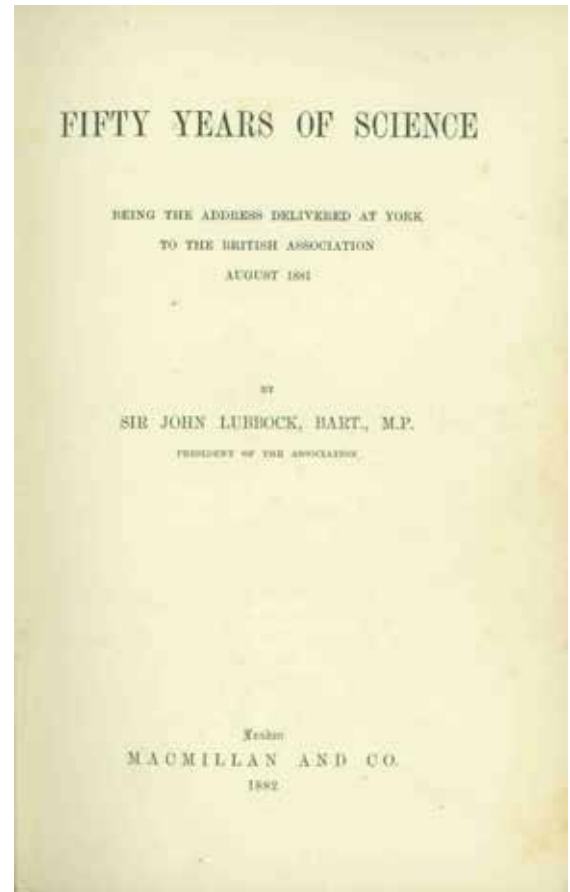 FIFTY YEARS OF SCIENCE
BEING THE ADDRESS DELIVERED AT YORK
TO THE BRITISH ASSOCIATION
AUGUST 1881
BY
SIR JOHN LUBBOCK, BART., M.P.
PRESIDENT OF THE ASSOCIATION
London
MACMILLAN AND CO.
1882